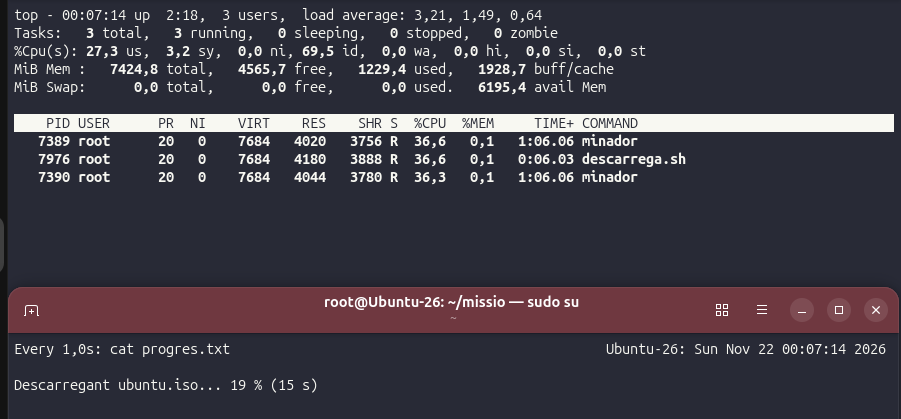 top - 00:07:14 up  2:18,  3 users,  load average: 3,21, 1,49, 0,64
Tasks:   3 total,   3 running,   0 sleeping,   0 stopped,   0 zombie
%Cpu(s): 27,3 us,  3,2 sy,  0,0 ni, 69,5 id,  0,0 wa,  0,0 hi,  0,0 si,  0,0 st
MiB Mem :   7424,8 total,   4565,7 free,   1229,4 used,   1928,7 buff/cache
MiB Swap:      0,0 total,      0,0 free,      0,0 used.   6195,4 avail Mem
    PID USER      PR  NI    VIRT    RES    SHR S  %CPU  %MEM     TIME+ COMMAND
   7389 root      20   0    7684   4020   3756 R  36,6   0,1   1:06.06 minador
   7976 root      20   0    7684   4180   3888 R  36,6   0,1   0:06.03 descarrega.sh
   7390 root      20   0    7684   4044   3780 R  36,3   0,1   1:06.06 minador
root@Ubuntu-26: ~/missio — sudo su
~
Every 1,0s: cat progres.txt    Ubuntu-26: Sun Nov 22 00:07:14 2026
Descarregant ubuntu.iso... 19 % (15 s)